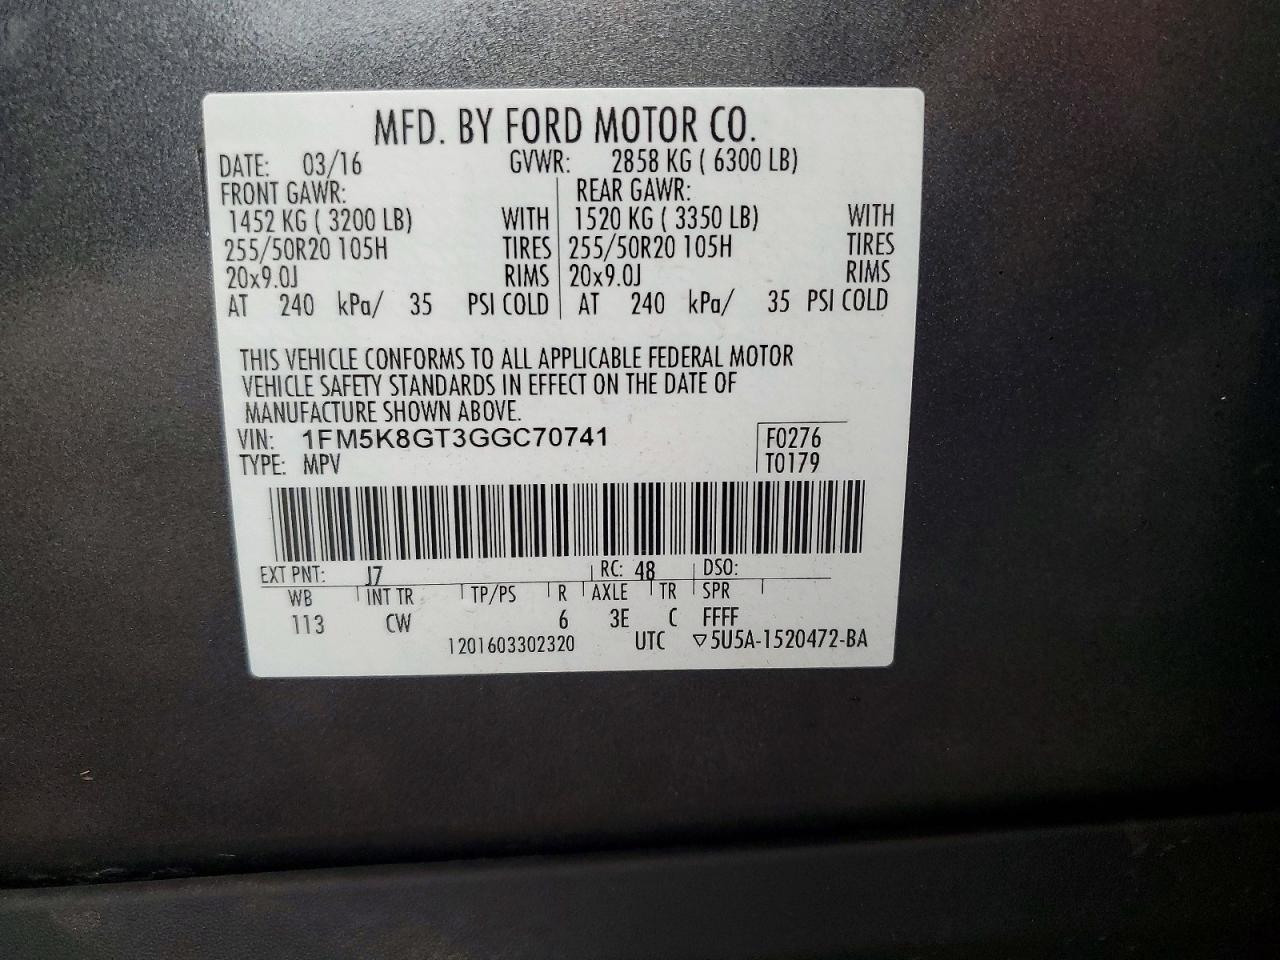 MFD. BY FORD MOTOR CO.
DATE: 03/16 GVWR: 2858 KG ( 6300 LB)
FRONT GAWR: REAR GAWR:
1452 KG ( 3200 LB) WITH 1520 KG ( 3350 LB) WITH
255/50R20 105H TIRES 255/50R20 105H TIRES
20x9.0J RIMS 20x9.0J RIMS
AT 240 kPa/ 35 PSI COLD AT 240 kPa/ 35 PSI COLD
THIS VEHICLE CONFORMS TO ALL APPLICABLE FEDERAL MOTOR
VEHICLE SAFETY STANDARDS IN EFFECT ON THE DATE OF
MANUFACTURE SHOWN ABOVE.
VIN: 1FM5K8GT3GGC70741 F0276
TYPE: MPV T0179
EXT PNT: J7 RC: 48 DSO:
WB INT TR TP/PS R AXLE TR SPR
113 CW 6 3E C FFFF
1201603302320 UTC ▽5U5A-1520472-BA